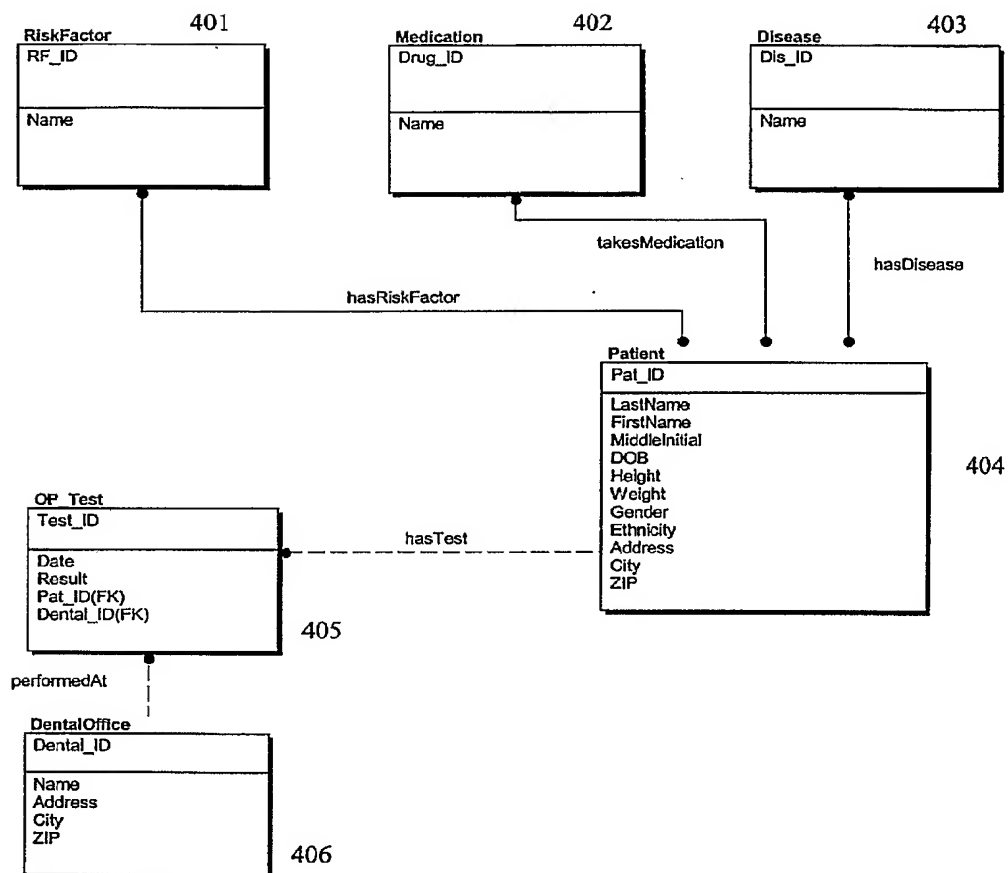 401
RiskFactor
RF_ID
Name
402
Medication
Drug_ID
Name
403
Disease
Dis_ID
Name
takesMedication
hasDisease
hasRiskFactor
Patient
Pat_ID
LastName
FirstName
MiddleInitial
DOB
Height
Weight
Gender
Ethnicity
Address
City
ZIP
404
OP_Test
Test_ID
Date
Result
Pat_ID(FK)
Dental_ID(FK)
405
hasTest
performedAt
DentalOffice
Dental_ID
Name
Address
City
ZIP
406